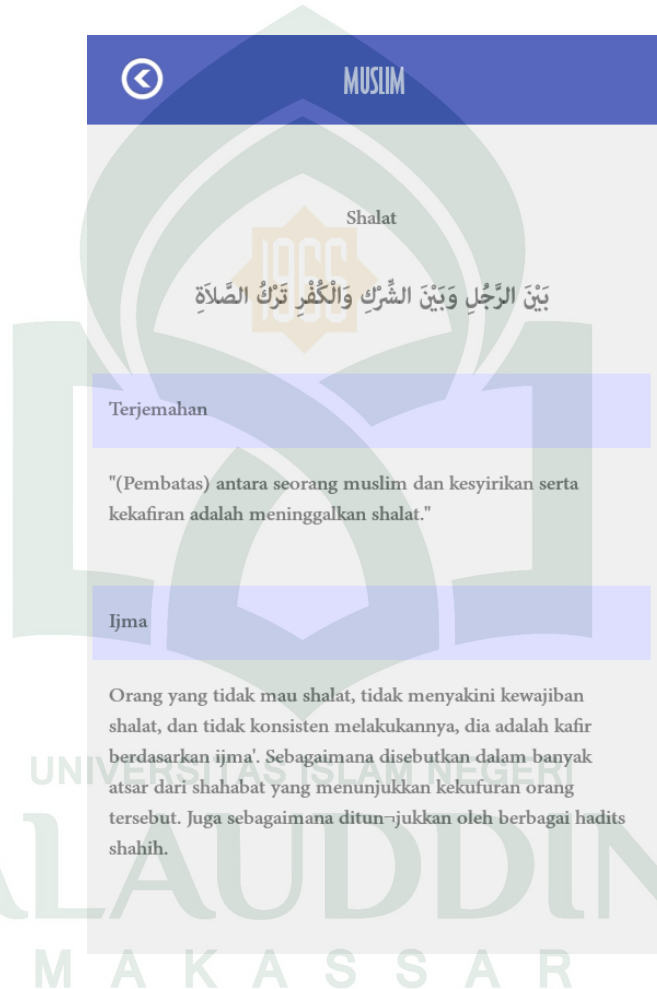 MUSLIM
Shalat
بَيْنَ الرَّجُلِ وَبَيْنَ الشِّرْكِ وَالْكُفْرِ تَرْكُ الصَّلاَةِ
1966
Terjemahan
"(Pembatas) antara seorang muslim dan kesyirikan serta
kekafiran adalah meninggalkan shalat."
Ijma
Orang yang tidak mau shalat, tidak menyakini kewajiban
shalat, dan tidak konsisten melakukannya, dia adalah kafir
berdasarkan ijma'. Sebagaimana disebutkan dalam banyak
atsar dari shahabat yang menunjukkan kekufuran orang
tersebut. Juga sebagaimana ditun¬jukkan oleh berbagai hadits
shahih.
UNIVERSITAS ISLAM NEGERI
ALAUDDIN
MAKASSAR